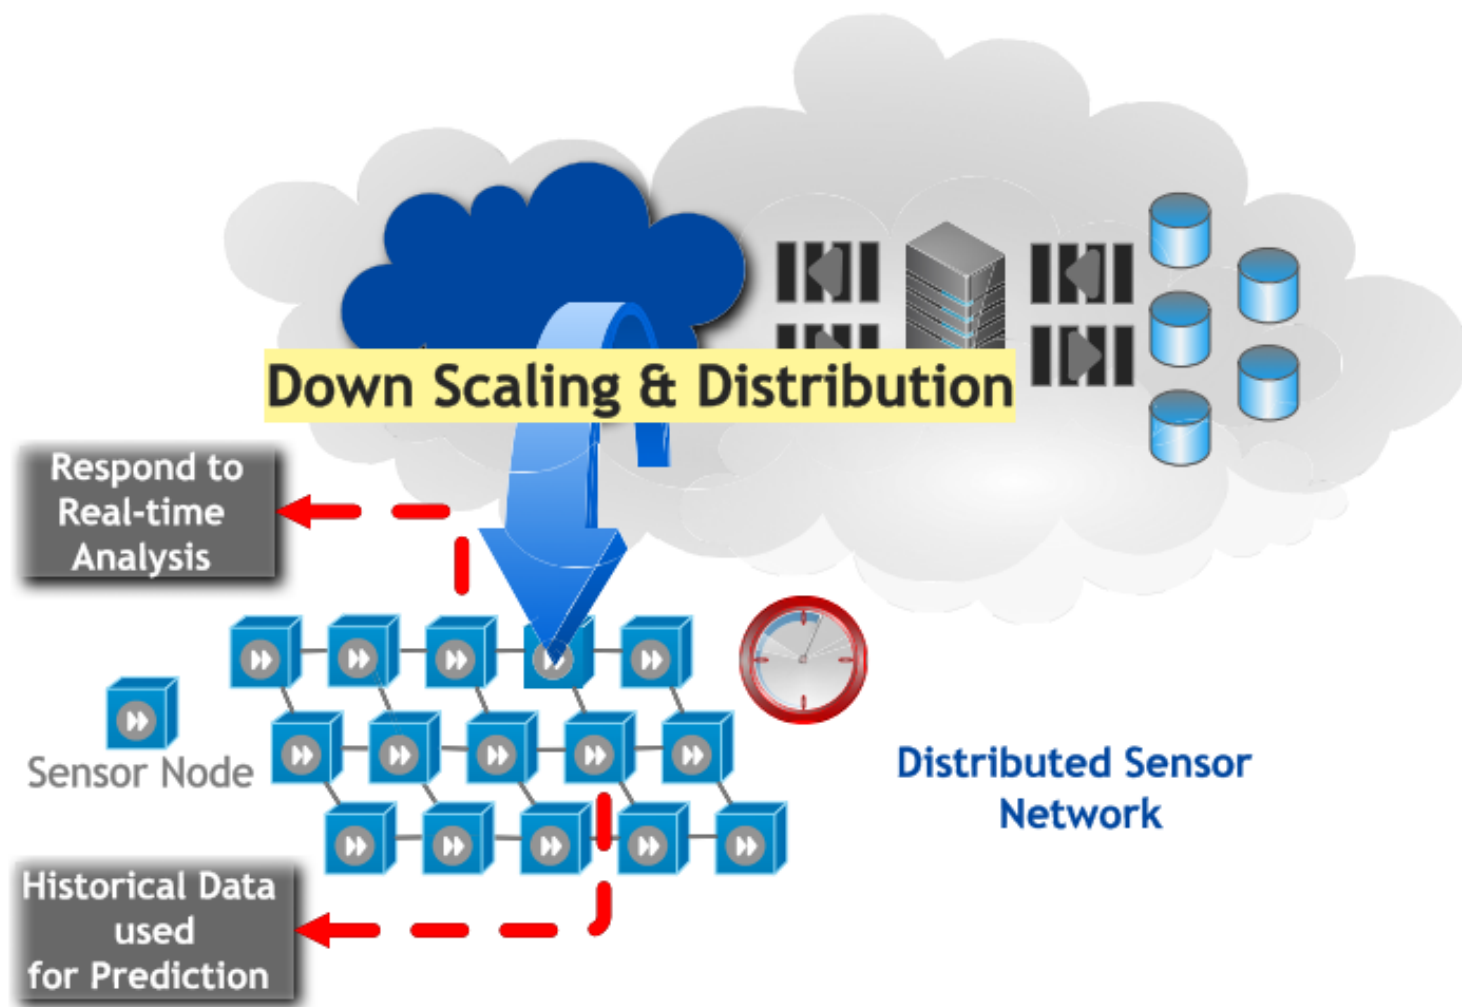 Down Scaling & Distribution
Respond to
Real-time
Analysis
Sensor Node
Distributed Sensor
Network
Historical Data
used
for Prediction